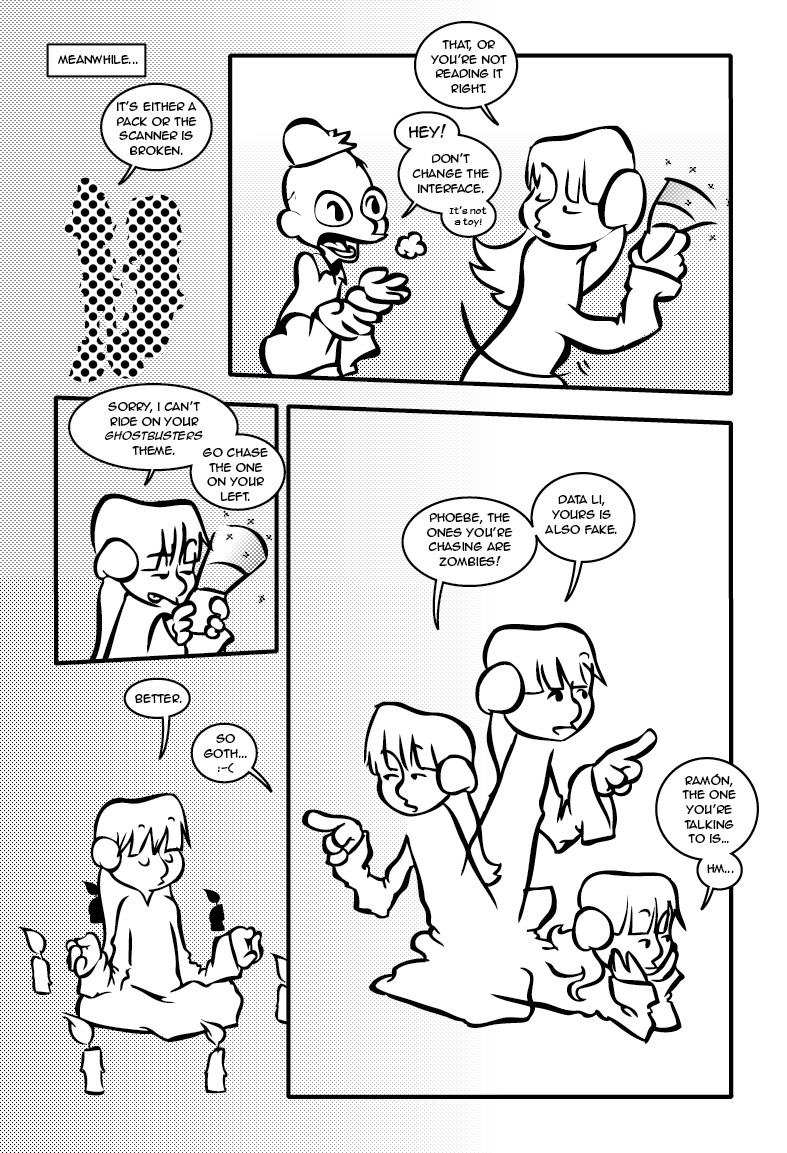 MEANWHILE...
IT'S EITHER A
PACK OR THE
SCANNER IS
BROKEN.
THAT, OR
YOU'RE NOT
READING IT
RIGHT.
HEY!
DON'T
CHANGE THE
INTERFACE.
It's not
a toy!
SORRY, I CAN'T
RIDE ON YOUR
GHOSTBUSTERS
THEME.
GO CHASE
THE ONE
ON YOUR
LEFT.
PHOEBE, THE
ONES YOU'RE
CHASING ARE
ZOMBIES!
DATA LI,
YOURS IS
ALSO FAKE.
BETTER.
SO
GOTH...
:-(
RAMÓN,
THE ONE
YOU'RE
TALKING
TO IS...
HM...